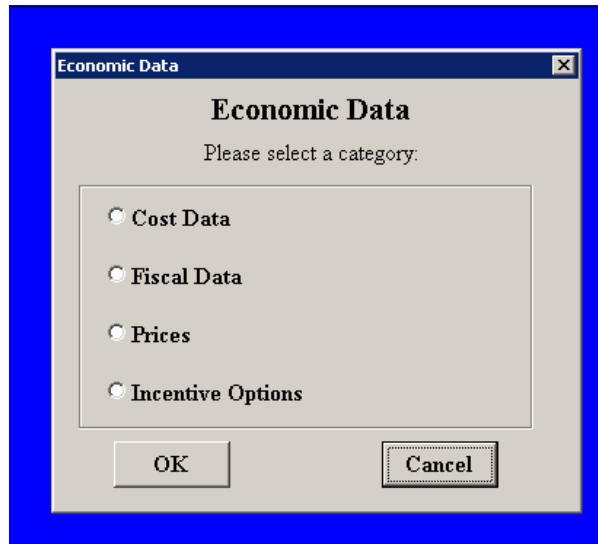 Economic Data
Economic Data
Please select a category:
Cost Data
Fiscal Data
Prices
Incentive Options
OK
Cancel